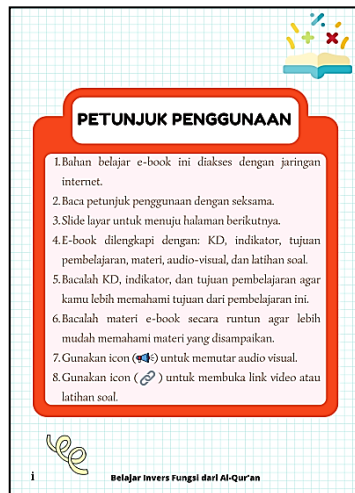 PETUNJUK PENGGUNAAN
1. Bahan belajar e-book ini diakses dengan jaringan
internet.
2. Baca petunjuk penggunaan dengan seksama.
3. Slide layar untuk menuju halaman berikutnya.
4. E-book dilengkapi dengan: KD, indikator, tujuan
pembelajaran, materi, audio-visual, dan latihan soal.
5. Bacalah KD, indikator, dan tujuan pembelajaran agar
kamu lebih memahami tujuan dari pembelajaran ini.
6. Bacalah materi e-book secara runtun agar lebih
mudah memahami materi yang disampaikan.
7. Gunakan icon ( ) untuk memutar audio visual.
8. Gunakan icon ( ) untuk membuka link video atau
latihan soal.
i Belajar Invers Fungsi dari Al-Qur'an